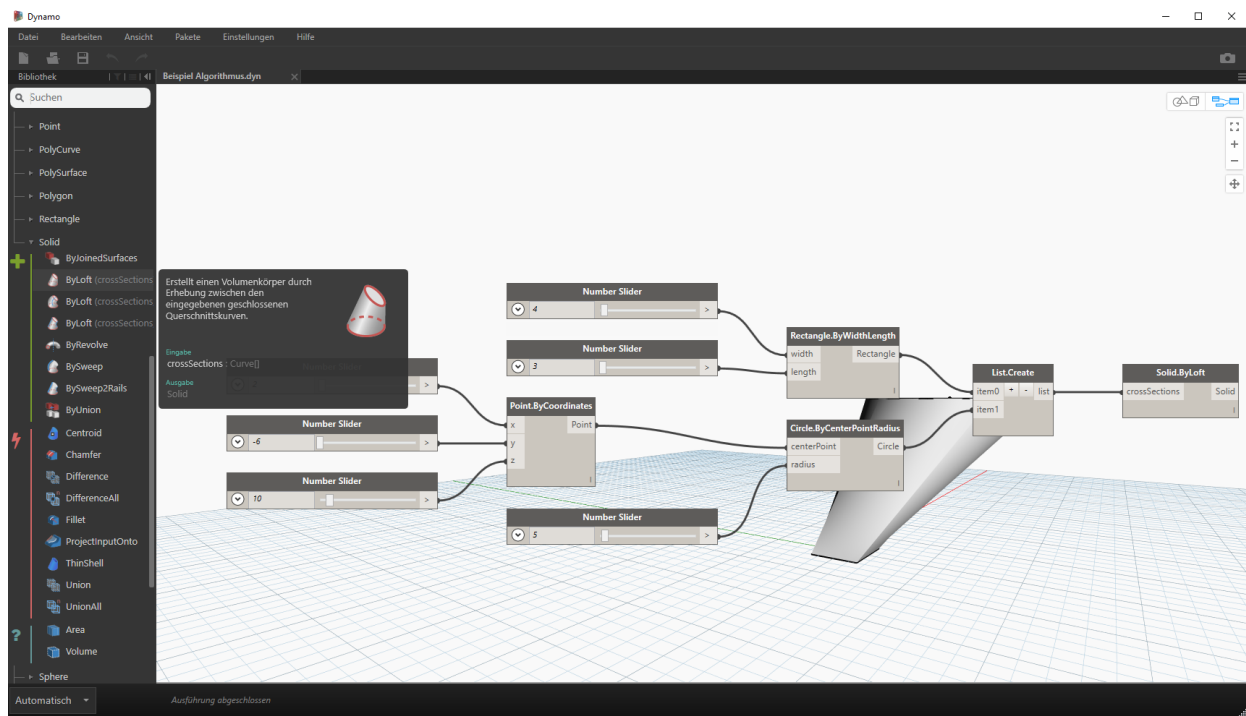 Dynamo
Datei Bearbeiten Ansicht Pakete Einstellungen Hilfe
Bibliothek
Beispiel Algorithmus.dyn
Suchen
Point
PolyCurve
PolySurface
Polygon
Rectangle
Solid
ByJoinedSurfaces
ByLoft (crossSections
ByLoft (crossSections
ByLoft (crossSections
ByRevolve
BySweep
BySweep2Rails
ByUnion
Centroid
Chamfer
Difference
DifferenceAll
Fillet
ProjectInputOnto
ThinShell
Union
UnionAll
Area
Volume
Sphere
Erstellt einen Volumenkörper durch
Erhebung zwischen den
eingegebenen geschlossenen
Querschnittskurven.
Eingabe
crossSections : Curve[]
Ausgabe
Solid
>
Number Slider
-6 >
Number Slider
10 >
Number Slider
4 >
Number Slider
3 >
Point.ByCoordinates
x Point
y
z
Number Slider
5 >
Rectangle.ByWidthLength
width Rectangle
length
Circle.ByCenterPointRadius
centerPoint Circle
radius
List.Create
item0 + - list
item1
Solid.ByLoft
crossSections Solid
Automatisch
Ausführung abgeschlossen